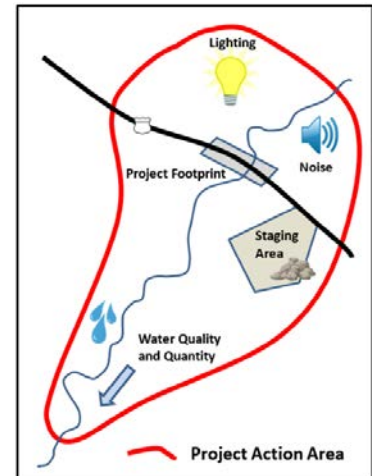 Lighting
Noise
Project Footprint
Staging
Area
Water Quality
and Quantity
Project Action Area